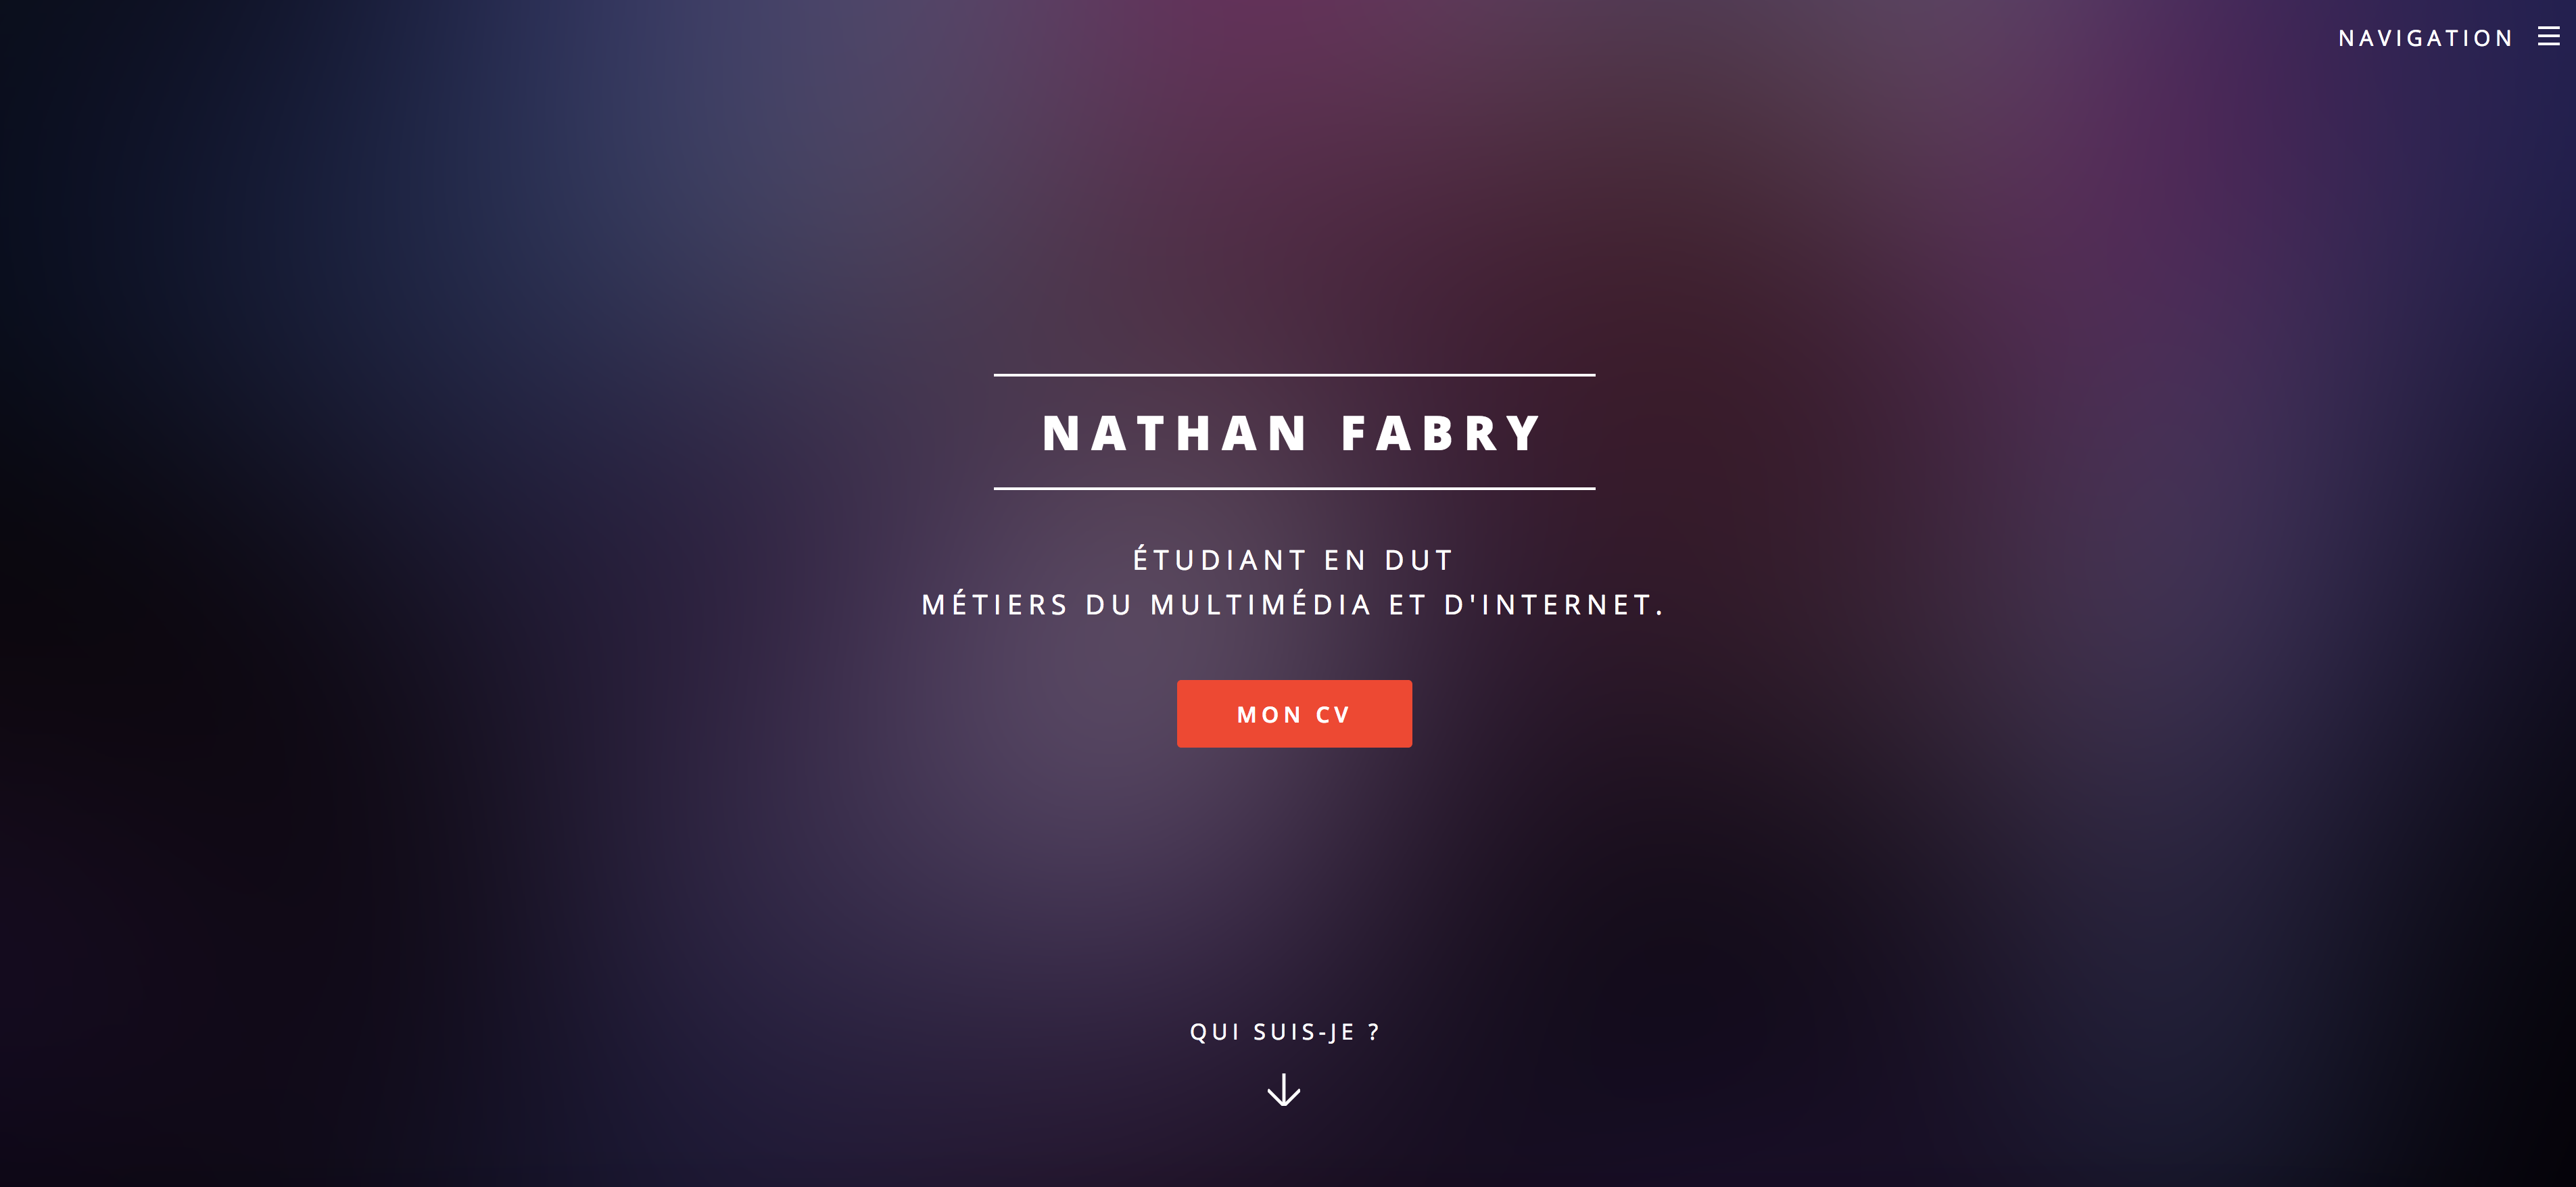 NAVIGATION
NATHAN FABRY
ÉTUDIANT EN DUT
MÉTIERS DU MULTIMÉDIA ET D'INTERNET.
MON CV
QUI SUIS-JE ?